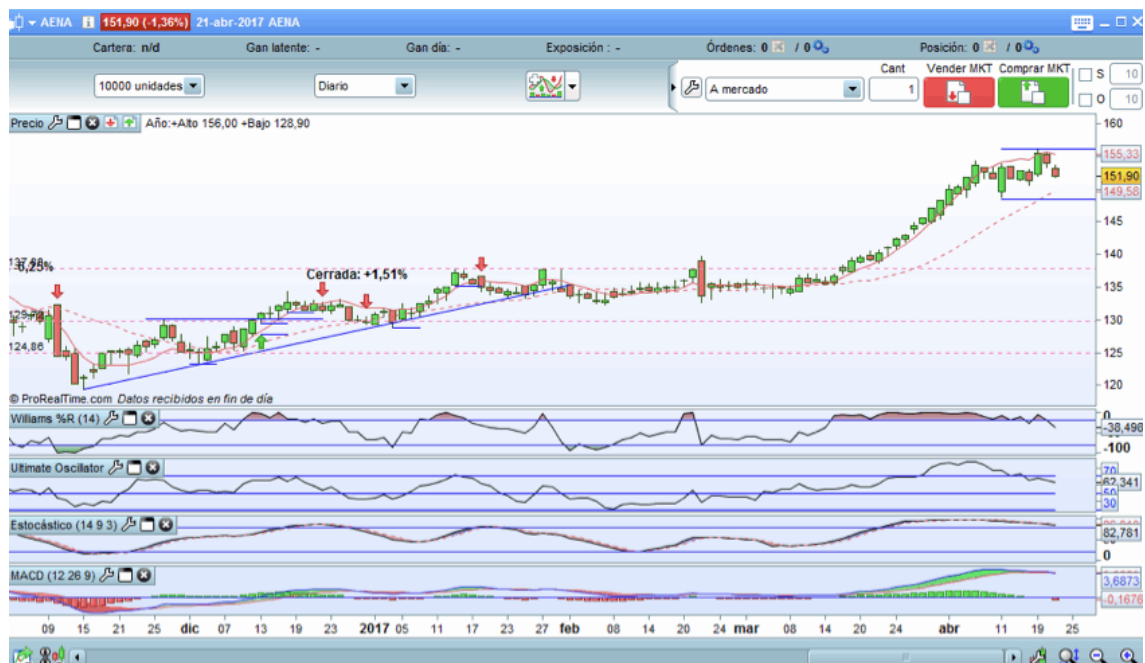 AENA 151,90 (-1,36%) 21-abr-2017 AENA
Cartera: n/d Gan latente: - Gan día: - Exposición : - Órdenes: 0 / 0 Posición: 0 / 0
Cant Vender MKT Comprar MKT
10000 unidades Diario A mercado 1 S 10
O 10
Precio Año:+Alto 156,00 +Bajo 128,90
160
155,33
151,90
149,58
145
140
137,98
-6,25%
Cerrada: +1,51%
135
130
124,86
125
120
© ProRealTime.com Datos recibidos en fin de día
Williams %R (14)
0
-38,498
-100
Ultimate Oscillator
70
62,341
50
30
Estocástico (14 9 3)
82,781
0
MACD (12 26 9)
3,6873
-0,1676
09 15 21 25 dic 07 13 19 23 2017 05 11 17 23 27 feb 08 14 20 24 mar 08 14 20 24 abr 11 19 25